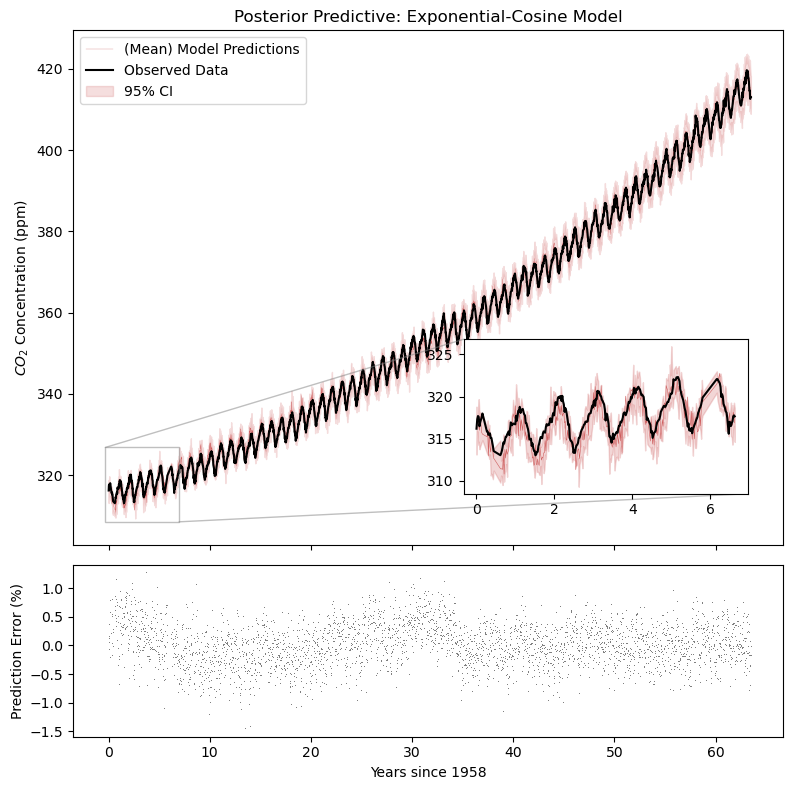 Posterior Predictive: Exponential-Cosine Model
(Mean) Model Predictions
Observed Data
95% CI
420
400
380
360
340
320
CO2 Concentration (ppm)
325
320
315
310
0 2 4 6
1.0
0.5
0.0
−0.5
−1.0
−1.5
Prediction Error (%)
0 10 20 30 40 50 60
Years since 1958